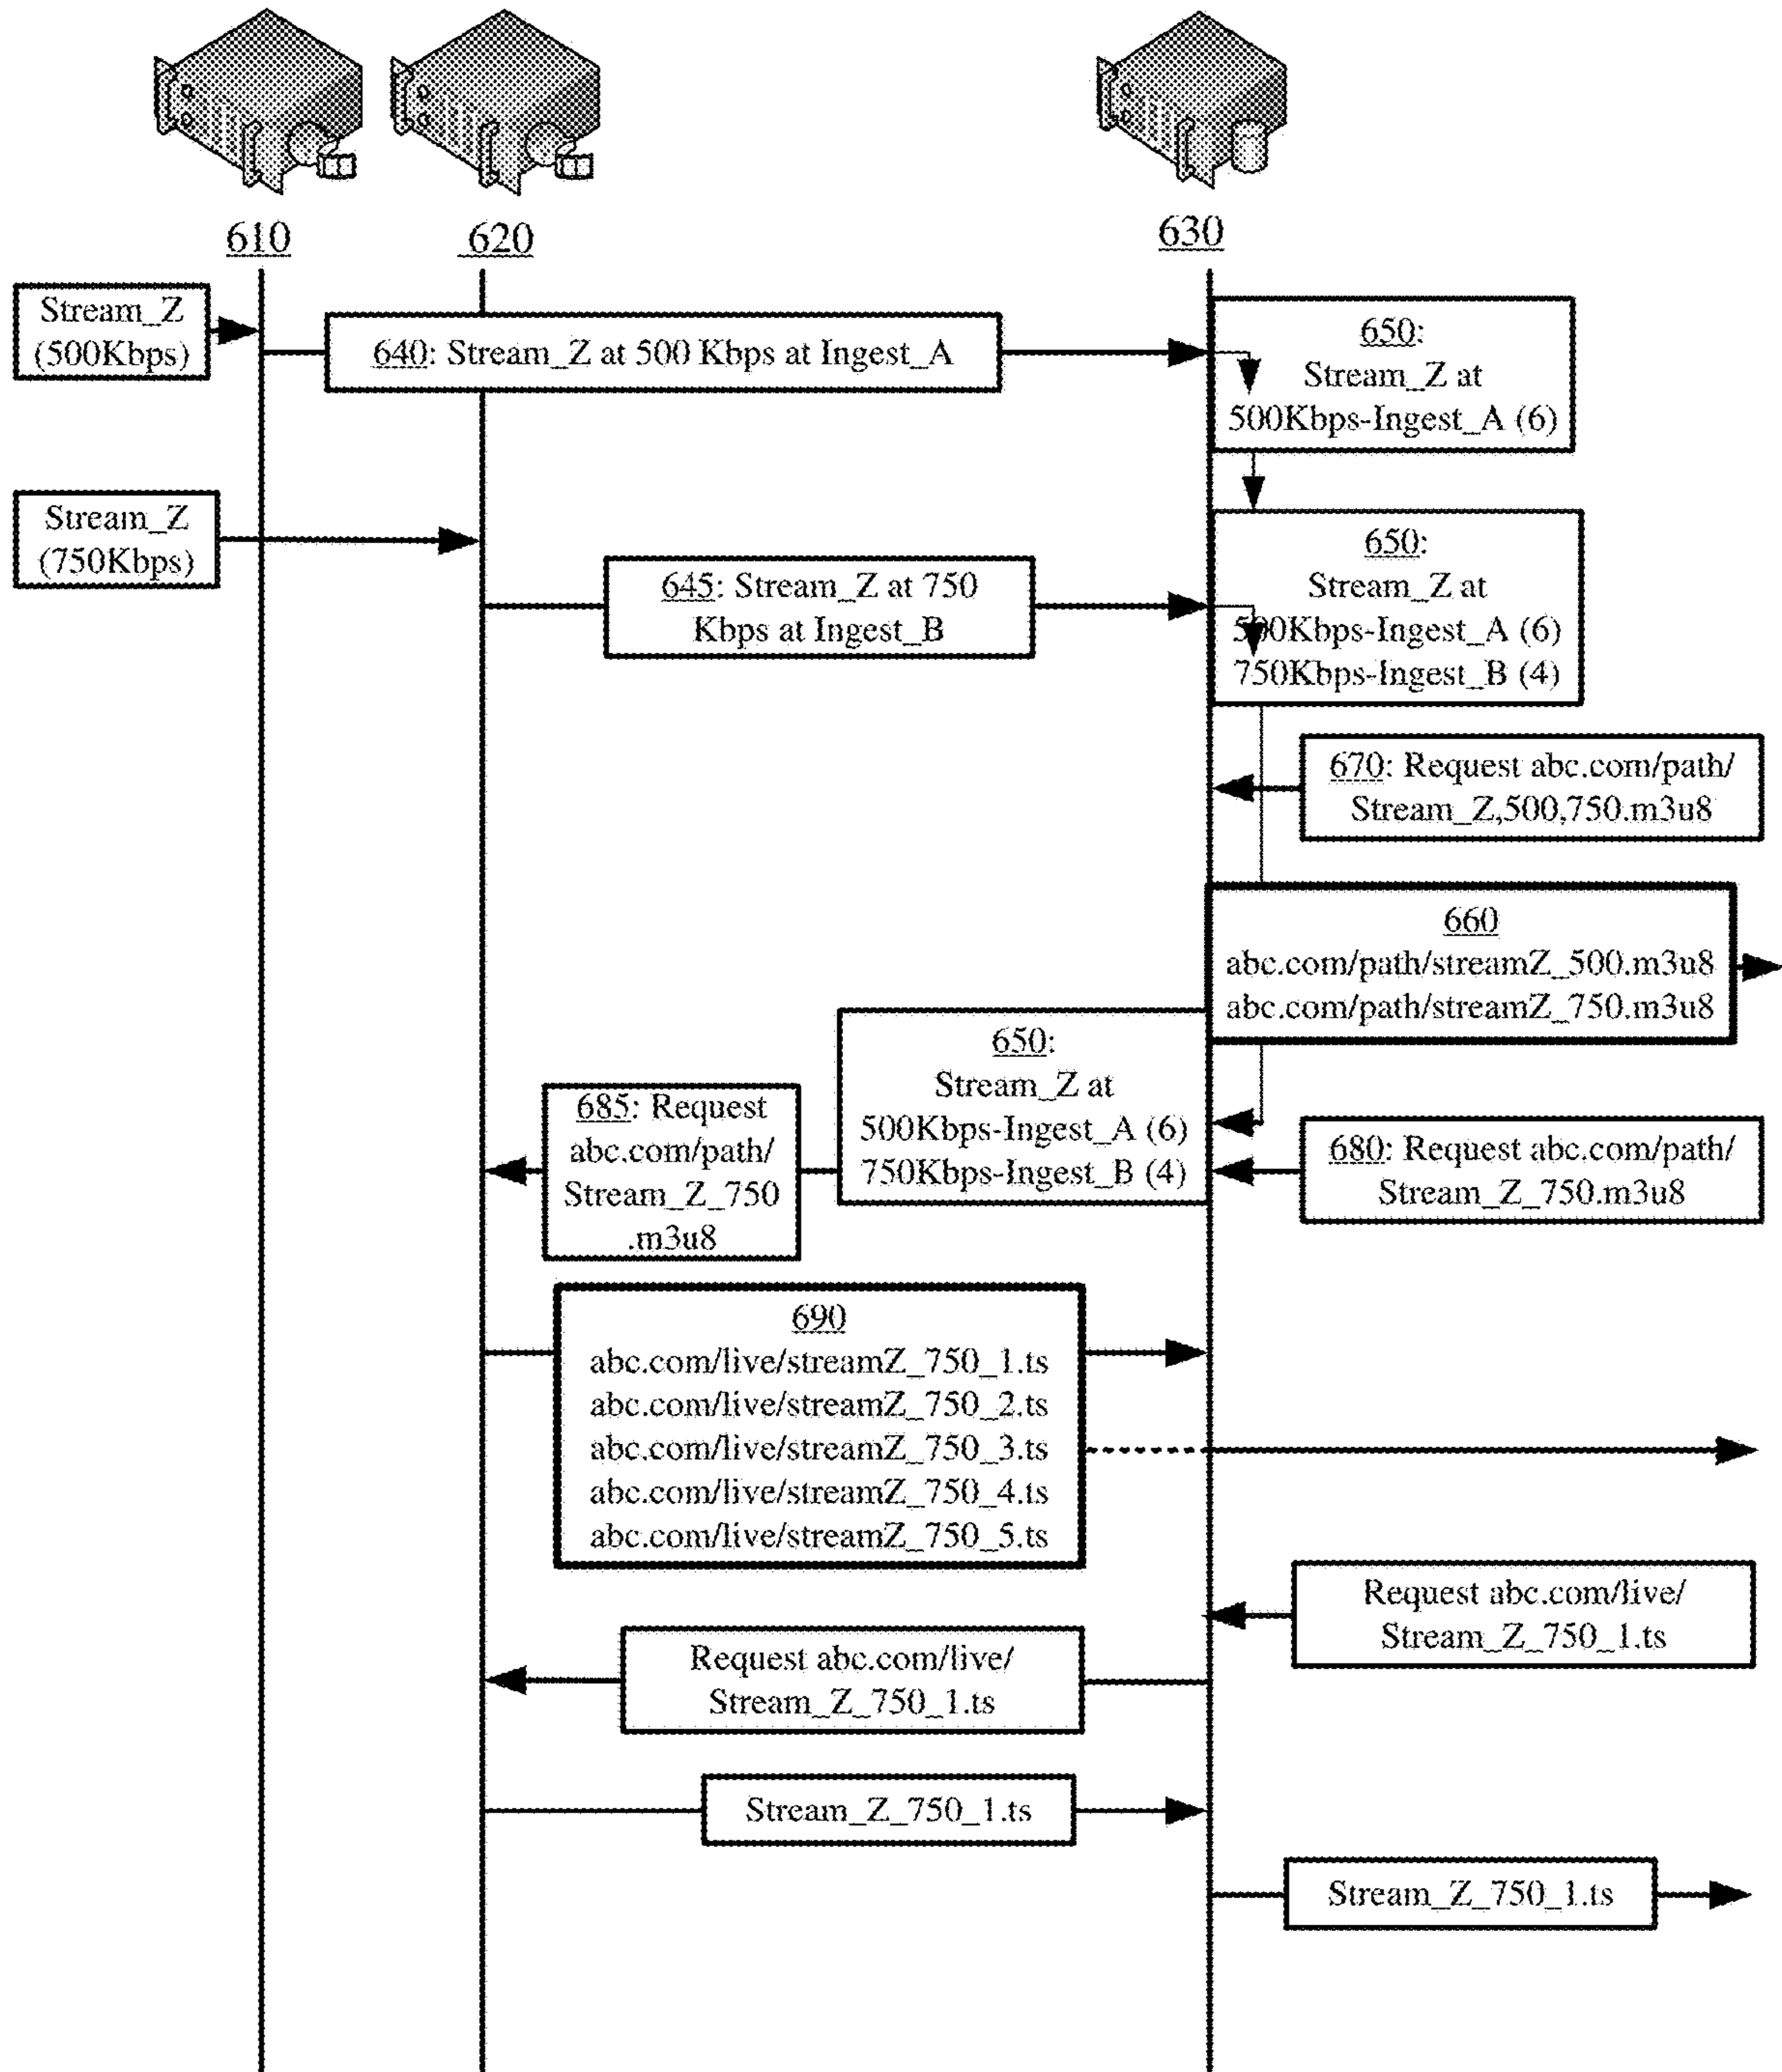 610
620
630
Stream_Z
(500Kbps)
640: Stream_Z at 500 Kbps at Ingest_A
650:
Stream_Z at
500Kbps-Ingest_A (6)
Stream_Z
(750Kbps)
645: Stream_Z at 750
Kbps at Ingest_B
650:
Stream_Z at
500Kbps-Ingest_A (6)
750Kbps-Ingest_B (4)
670: Request abc.com/path/
Stream_Z,500,750.m3u8
660
abc.com/path/streamZ_500.m3u8
abc.com/path/streamZ_750.m3u8
650:
Stream_Z at
500Kbps-Ingest_A (6)
750Kbps-Ingest_B (4)
685: Request
abc.com/path/
Stream_Z_750
.m3u8
680: Request abc.com/path/
Stream_Z_750.m3u8
690
abc.com/live/streamZ_750_1.ts
abc.com/live/streamZ_750_2.ts
abc.com/live/streamZ_750_3.ts
abc.com/live/streamZ_750_4.ts
abc.com/live/streamZ_750_5.ts
Request abc.com/live/
Stream_Z_750_1.ts
Request abc.com/live/
Stream_Z_750_1.ts
Stream_Z_750_1.ts
Stream_Z_750_1.ts